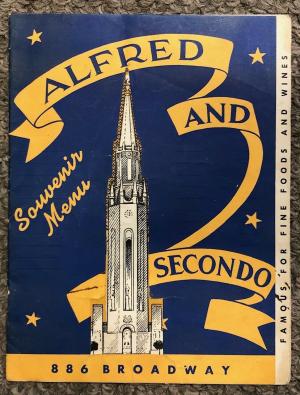 ALFRED
AND
SECONDO
Souvenir
Menu
FAMOUS FOR FINE FOODS AND WINES
886 BROADWAY